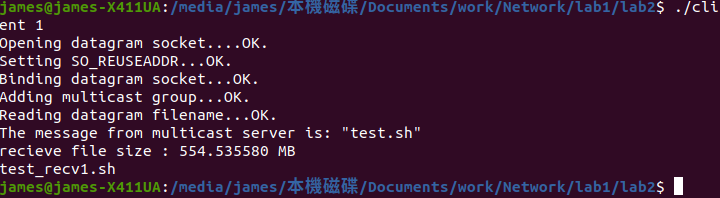 james@james-X411UA:/media/james/本機磁碟/Documents/work/Network/lab1/lab2$ ./cli
ent 1
Opening datagram socket....OK.
Setting SO_REUSEADDR...OK.
Binding datagram socket...OK.
Adding multicast group...OK.
Reading datagram filename...OK.
The message from multicast server is: "test.sh"
recieve file size : 554.535580 MB
test_recv1.sh
james@james-X411UA:/media/james/本機磁碟/Documents/work/Network/lab1/lab2$